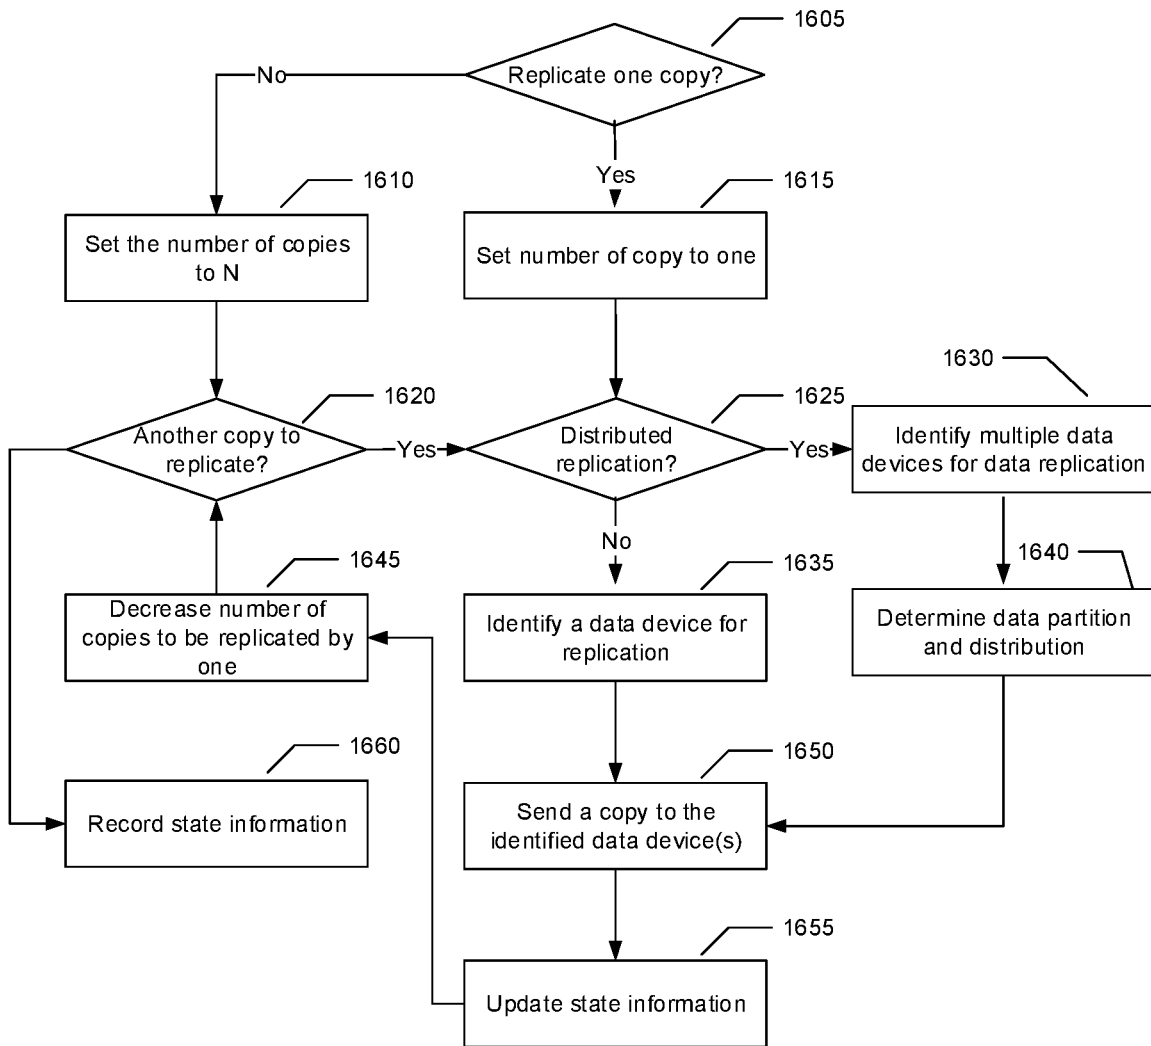 1605
Replicate one copy?
No
Yes
1610
1615
Set the number of copies
to N
Set number of copy to one
1630
1620
1625
Another copy to
replicate?
Yes
Distributed
replication?
Yes
Identify multiple data
devices for data replication
No
1645
1635
1640
Decrease number of
copies to be replicated by
one
Identify a data device for
replication
Determine data partition
and distribution
1660
1650
Record state information
Send a copy to the
identified data device(s)
1655
Update state information